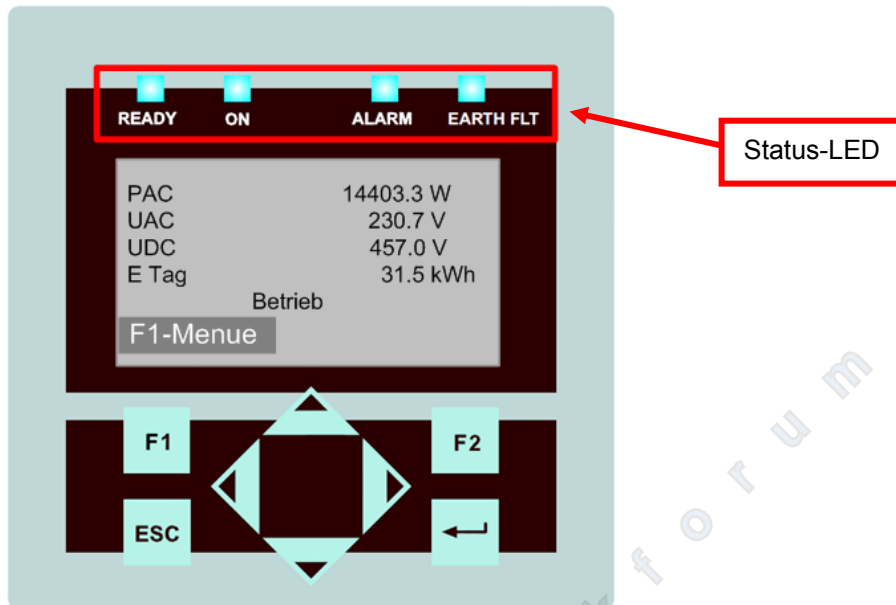 READY ON ALARM EARTH FLT
Status-LED
PAC 14403.3 W
UAC 230.7 V
UDC 457.0 V
E Tag 31.5 kWh
Betrieb
F1-Menue
F1 F2
ESC
forum